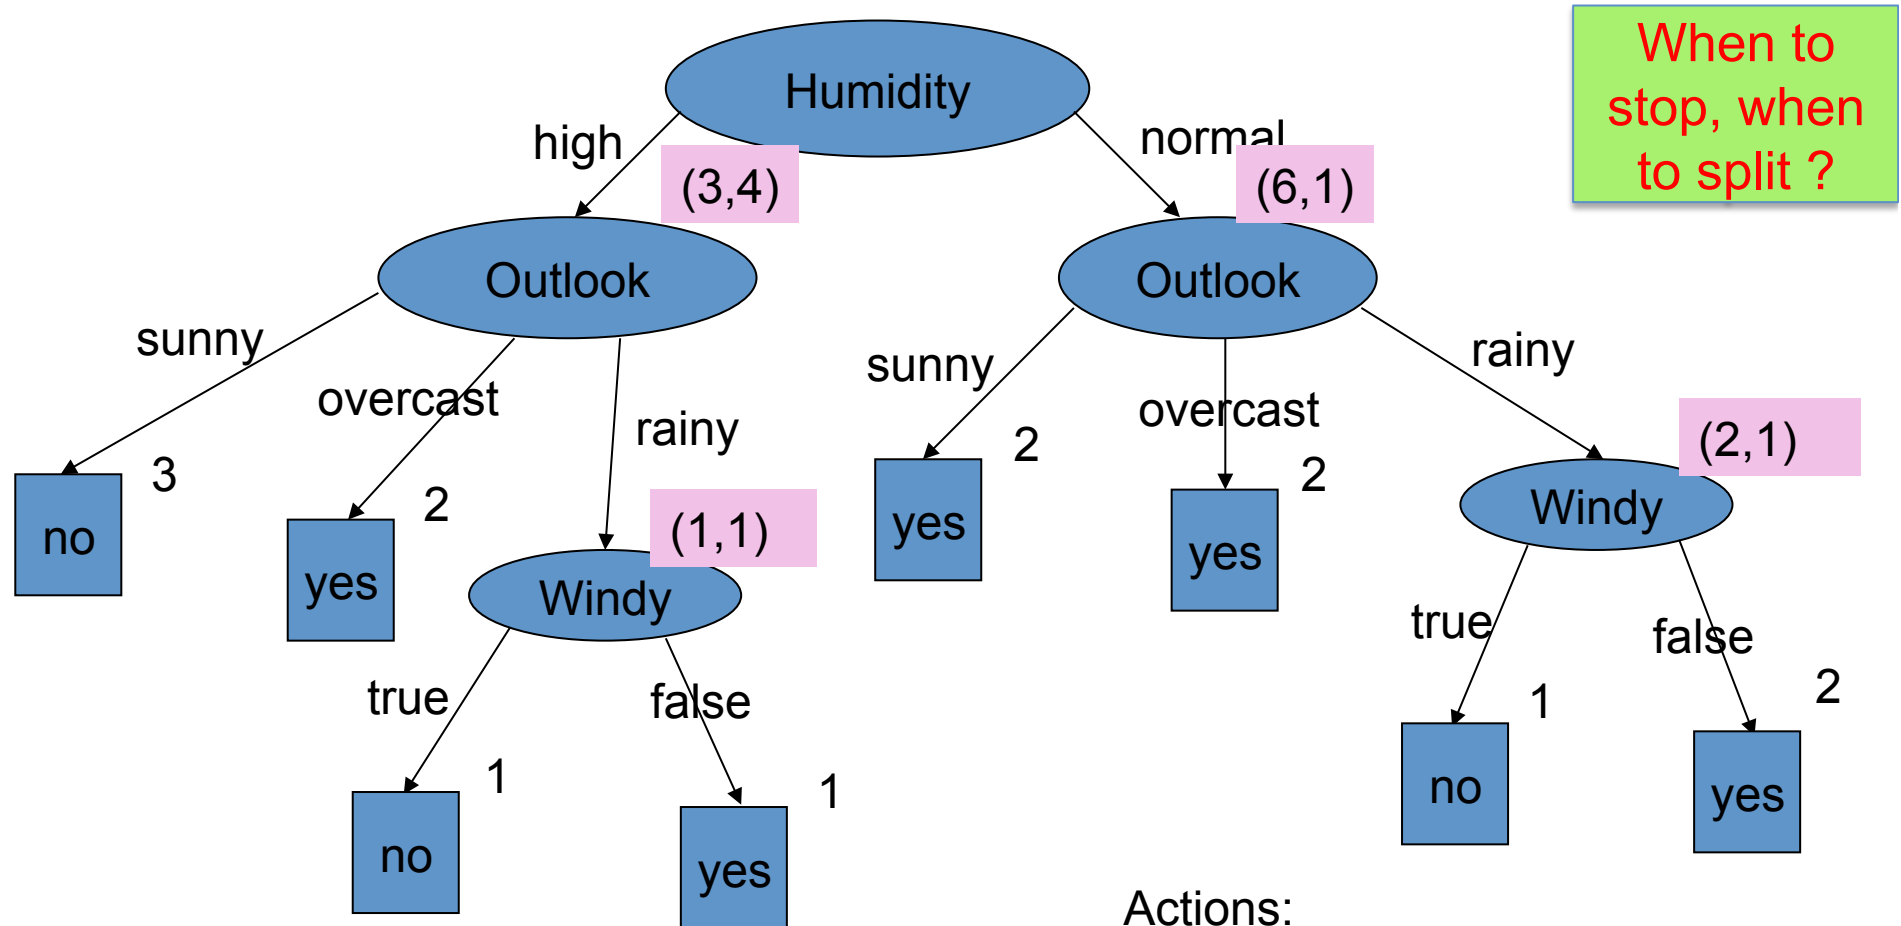 Humidity
When to
stop, when
to split ?
high
normal
(3,4)
(6,1)
Outlook
Outlook
sunny
overcast
rainy
sunny
overcast
rainy
(2,1)
3
no
2
yes
(1,1)
Windy
2
yes
2
yes
Windy
true
false
true
false
1
no
1
yes
1
no
2
yes
Actions: